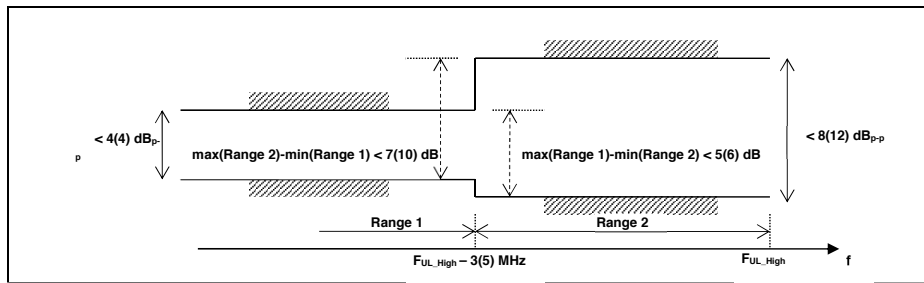 < 4(4) dBp-p
max(Range 2)-min(Range 1) < 7(10) dB
max(Range 1)-min(Range 2) < 5(6) dB
< 8(12) dBp-p
Range 1
Range 2
FUL_High – 3(5) MHz
FUL_High
f